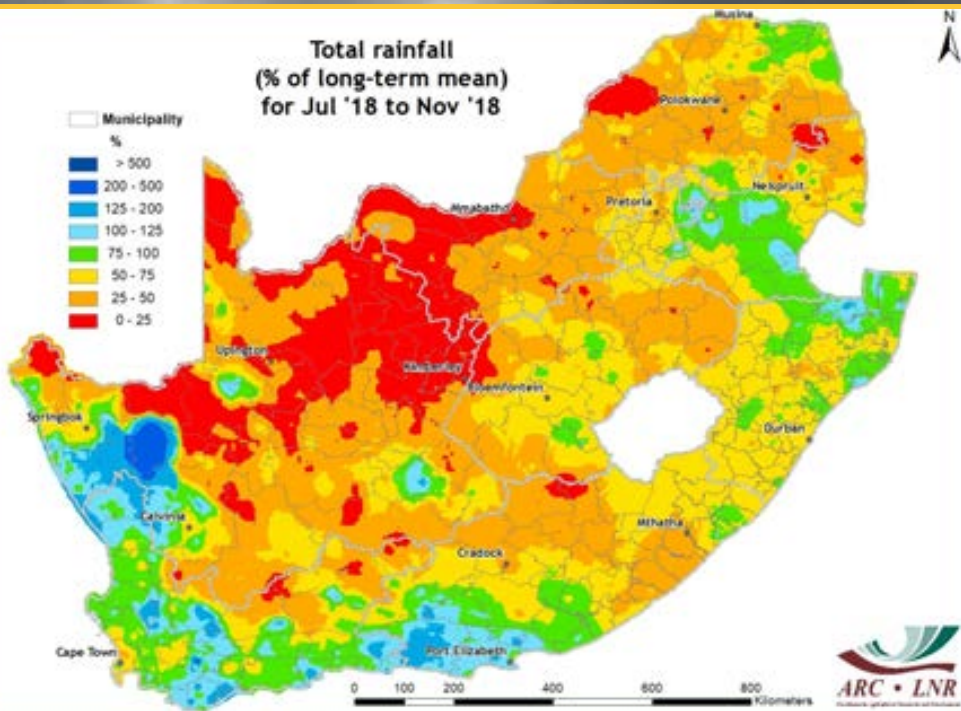 Total rainfall
(% of long-term mean)
for Jul '18 to Nov '18
N
Municipality
%
> 500
200 - 500
125 - 200
100 - 125
75 - 100
50 - 75
25 - 50
0 - 25
Musina
Polokwane
Nelspruit
Pretoria
Mmabatho
Upington
Kimberley
Bloemfontein
Springbok
Durban
Calvinia
Mthatha
Cradock
Cape Town
Port Elizabeth
0 100 200 400 600 800
Kilometers
ARC • LNR